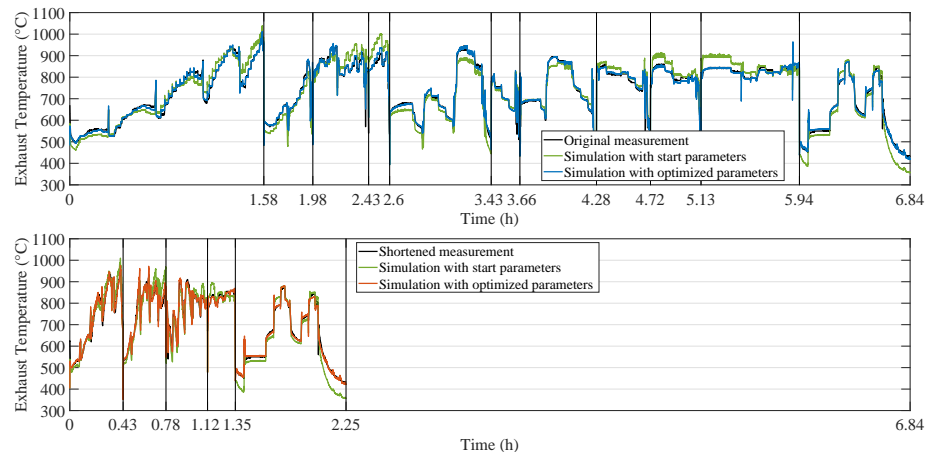 1100
1000
900
800
700
600
500
400
300
Exhaust Temperature (°C)
Original measurement
Simulation with start parameters
Simulation with optimized parameters
0 1.58 1.98 2.43 2.6 3.43 3.66 4.28 4.72 5.13 5.94 6.84
Time (h)
1100
1000
900
800
700
600
500
400
300
Exhaust Temperature (°C)
Shortened measurement
Simulation with start parameters
Simulation with optimized parameters
0 0.43 0.78 1.12 1.35 2.25 6.84
Time (h)